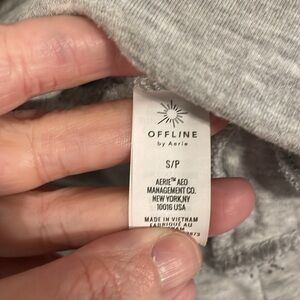 OFFLINE
by Aerie
S/P
AERIE™ AEO
MANAGEMENT CO.
NEW YORK, NY
10016 USA
MADE IN VIETNAM
FABRIQUÉ AU